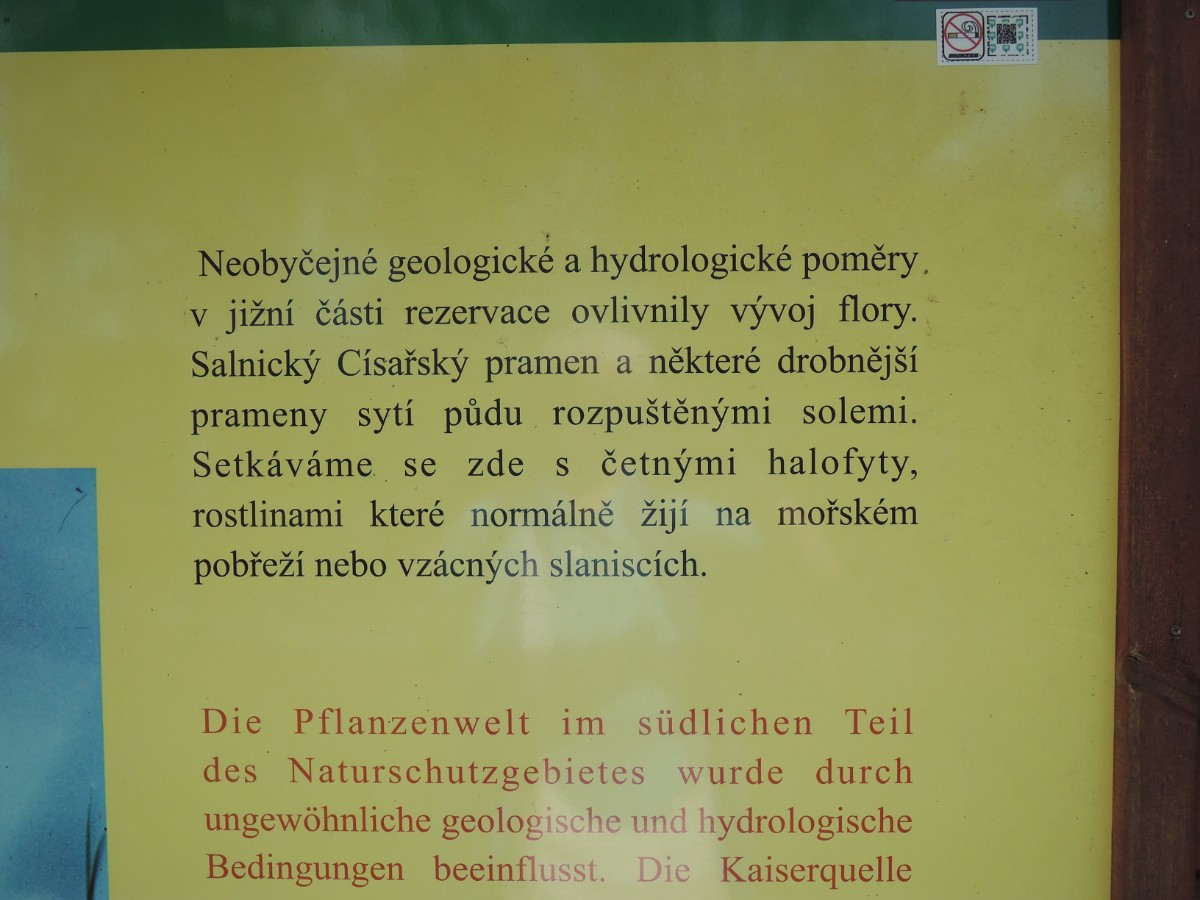 Neobyčejné geologické a hydrologické poměry
v jižní části rezervace ovlivnily vývoj flory.
Salnický Císařský pramen a některé drobnější
prameny sytí půdu rozpuštěnými solemi.
Setkáváme se zde s četnými halofyty,
rostlinami které normálně žijí na mořském
pobřeží nebo vzácných slaniscích.
Die Pflanzenwelt im südlichen Teil
des Naturschutzgebietes wurde durch
ungewöhnliche geologische und hydrologische
Bedingungen beeinflusst. Die Kaiserquelle